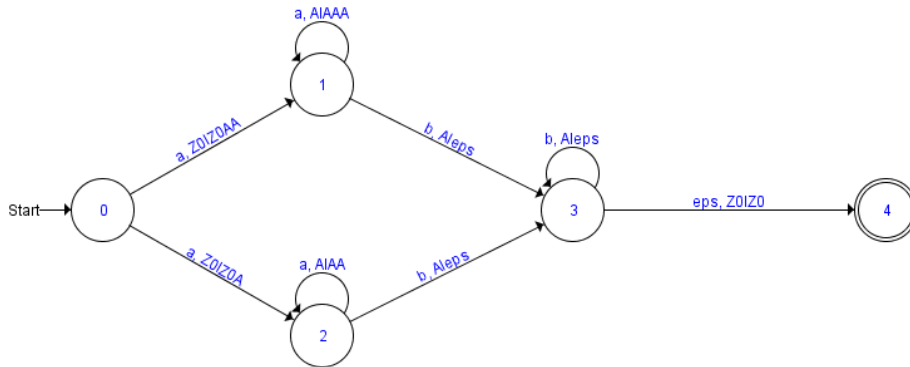 a, A|AAA
1
a, Z0|Z0AA
b, A|eps
b, A|eps
Start
0
3
eps, Z0|Z0
4
a, Z0|Z0A
a, A|AA
b, A|eps
2